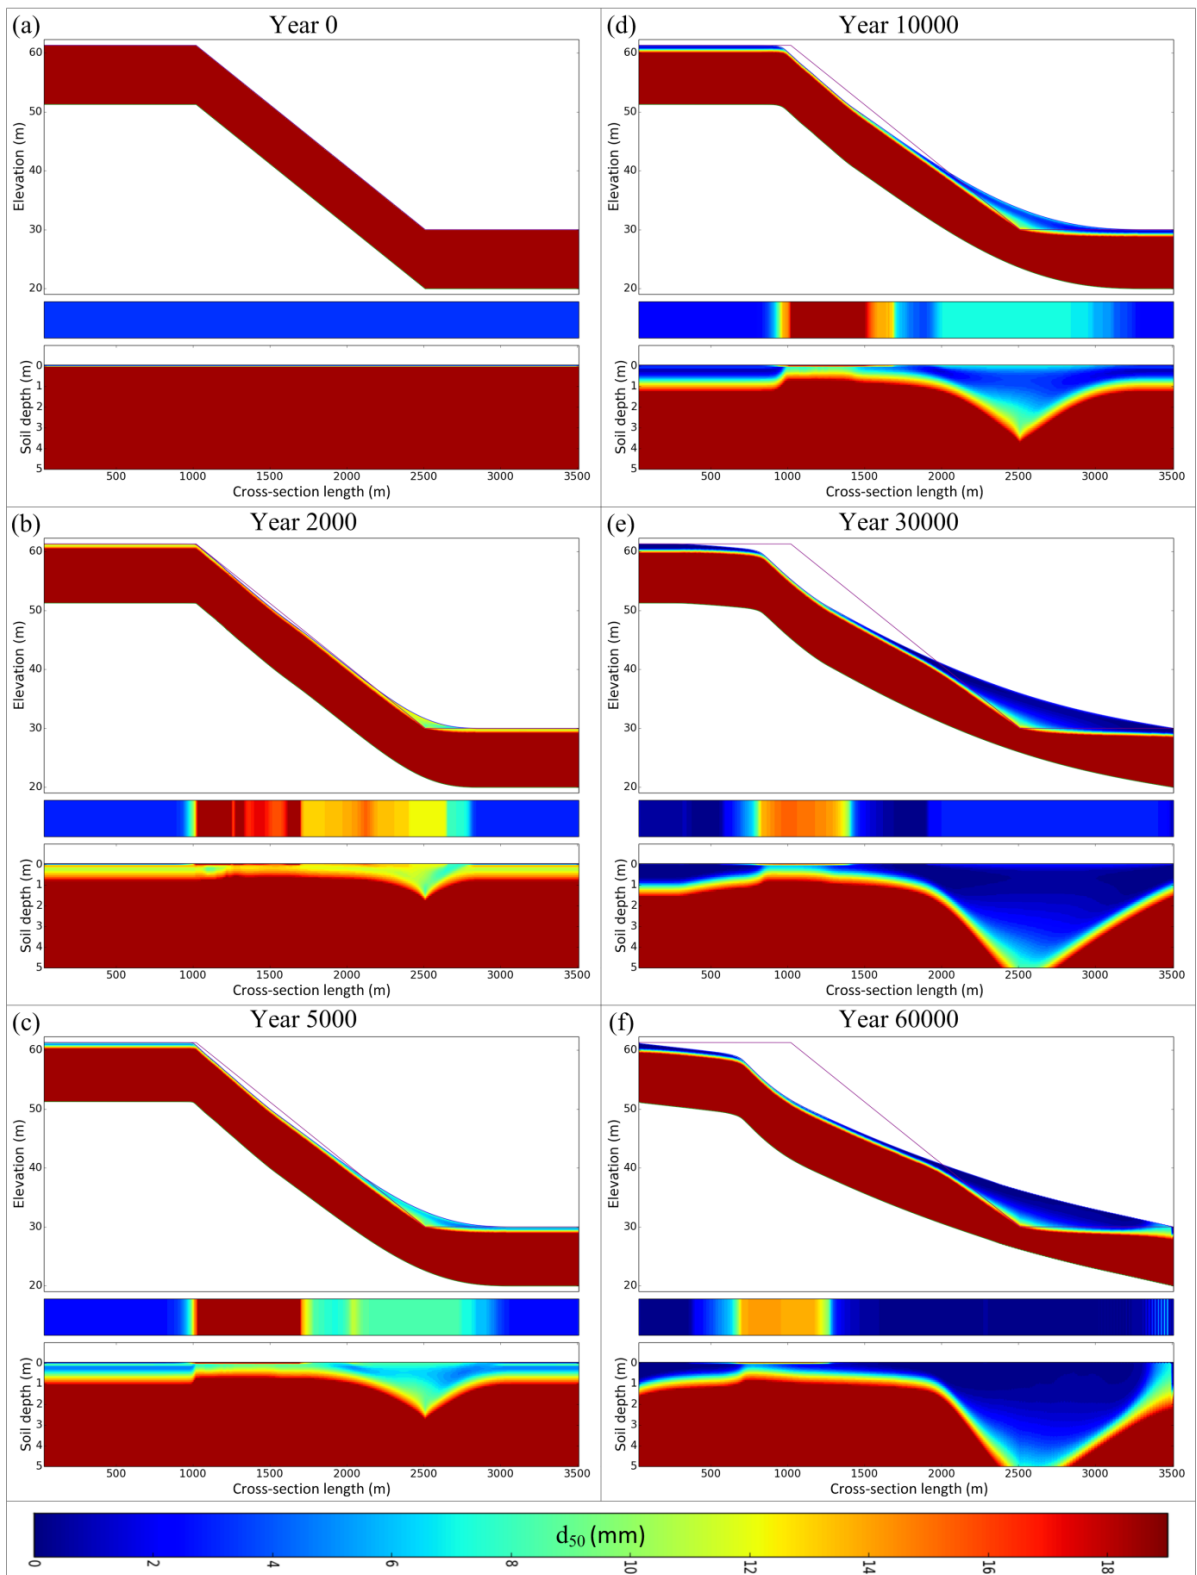 (a) Year 0
60
50
40
30
20
Elevation (m)
0
1
2
3
4
5
Soil depth (m)
500 1000 1500 2000 2500 3000 3500
Cross-section length (m)
(b) Year 2000
60
50
40
30
20
Elevation (m)
0
1
2
3
4
5
Soil depth (m)
500 1000 1500 2000 2500 3000 3500
Cross-section length (m)
(c) Year 5000
60
50
40
30
20
Elevation (m)
0
1
2
3
4
5
Soil depth (m)
500 1000 1500 2000 2500 3000 3500
Cross-section length (m)
(d) Year 10000
60
50
40
30
20
Elevation (m)
0
1
2
3
4
5
Soil depth (m)
500 1000 1500 2000 2500 3000 3500
Cross-section length (m)
(e) Year 30000
60
50
40
30
20
Elevation (m)
0
1
2
3
4
5
Soil depth (m)
500 1000 1500 2000 2500 3000 3500
Cross-section length (m)
(f) Year 60000
60
50
40
30
20
Elevation (m)
0
1
2
3
4
5
Soil depth (m)
500 1000 1500 2000 2500 3000 3500
Cross-section length (m)
d₅₀ (mm)
0 2 4 6 8 10 12 14 16 18